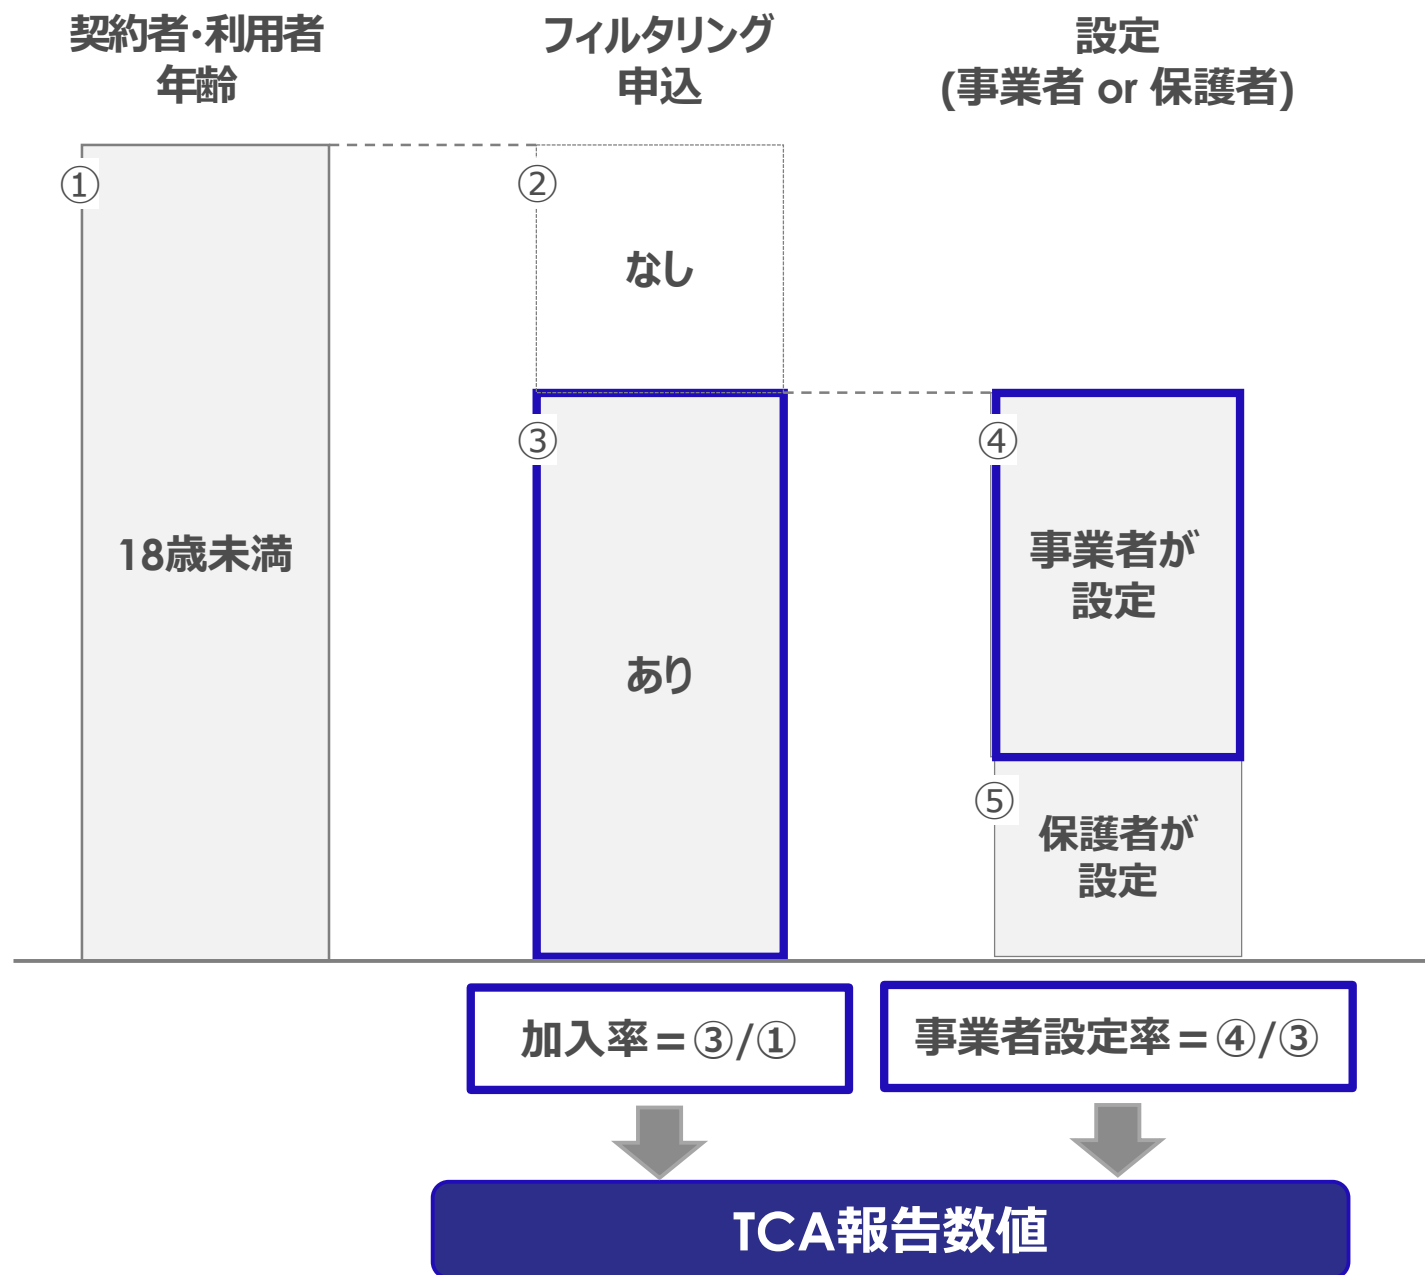 契約者・利用者
年齢
フィルタリング
申込
設定
(事業者 or 保護者)
①
②
なし
③
④
18歳未満
事業者が
設定
あり
⑤
保護者が
設定
加入率＝③/①
事業者設定率＝④/③
TCA報告数値